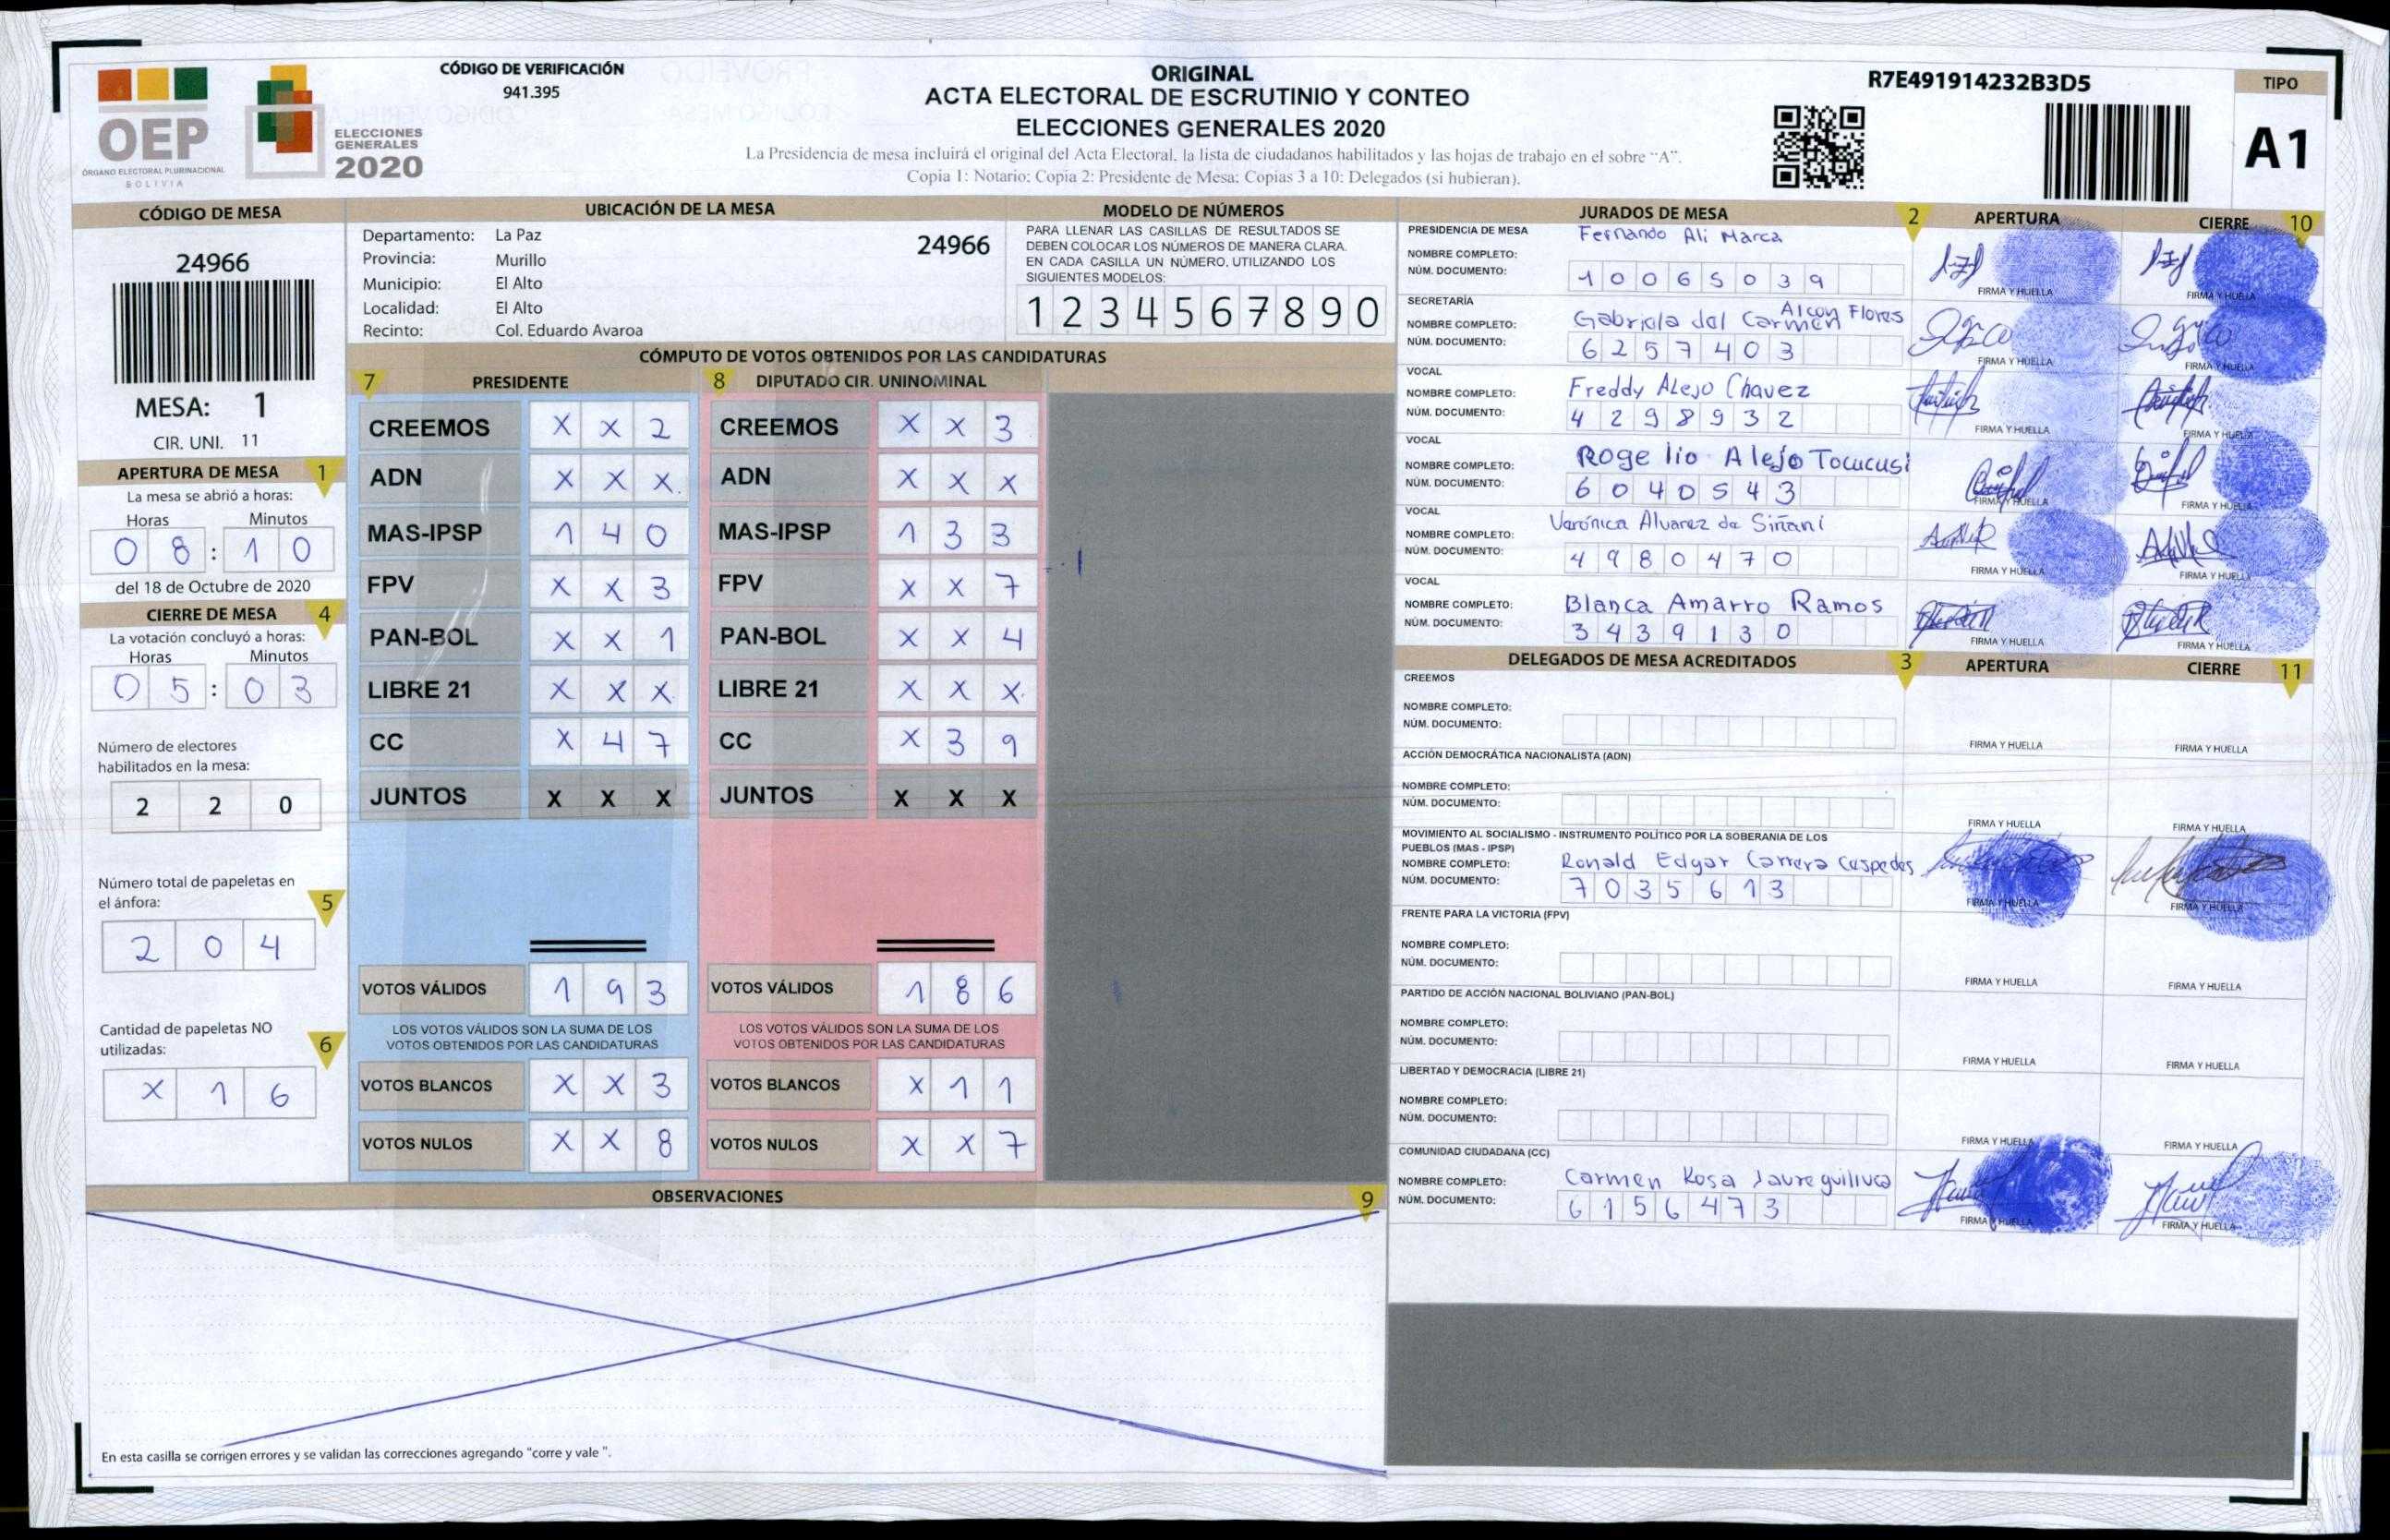 CÓDIGO DE VERIFICACIÓN
941.395
ORIGINAL
ACTA ELECTORAL DE ESCRUTINIO Y CONTEO
ELECCIONES GENERALES 2020
La Presidencia de mesa incluirá el original del Acta Electoral, la lista de ciudadanos habilitados y las hojas de trabajo en el sobre "A".
Copia 1: Notario; Copia 2: Presidente de Mesa; Copias 3 a 10: Delegados (si hubieran).
R7E491914232B3D5
TIPO
A1
OEP
ÓRGANO ELECTORAL PLURINACIONAL
BOLIVIA
ELECCIONES
GENERALES
2020
CÓDIGO DE MESA
24966
MESA: 1
CIR. UNI. 11
APERTURA DE MESA 1
La mesa se abrió a horas:
Horas Minutos
0 8 : 1 0
del 18 de Octubre de 2020
CIERRE DE MESA 4
La votación concluyó a horas:
Horas Minutos
0 5 : 0 3
Número de electores
habilitados en la mesa:
2 2 0
Número total de papeletas en
el ánfora: 5
2 0 4
Cantidad de papeletas NO
utilizadas: 6
X 1 6
UBICACIÓN DE LA MESA
Departamento: La Paz
24966
Provincia: Murillo
Municipio: El Alto
Localidad: El Alto
Recinto: Col. Eduardo Avaroa
MODELO DE NÚMEROS
PARA LLENAR LAS CASILLAS DE RESULTADOS SE
DEBEN COLOCAR LOS NÚMEROS DE MANERA CLARA.
EN CADA CASILLA UN NÚMERO, UTILIZANDO LOS
SIGUIENTES MODELOS:
1 2 3 4 5 6 7 8 9 0
CÓMPUTO DE VOTOS OBTENIDOS POR LAS CANDIDATURAS
7 PRESIDENTE
CREEMOS X X 2
ADN X X X
MAS-IPSP 1 4 0
FPV X X 3
PAN-BOL X X 1
LIBRE 21 X X X
CC X 4 7
JUNTOS X X X
VOTOS VÁLIDOS 1 9 3
LOS VOTOS VÁLIDOS SON LA SUMA DE LOS
VOTOS OBTENIDOS POR LAS CANDIDATURAS
VOTOS BLANCOS X X 3
VOTOS NULOS X X 8
8 DIPUTADO CIR. UNINOMINAL
CREEMOS X X 3
ADN X X X
MAS-IPSP 1 3 3
FPV X X 7
PAN-BOL X X 4
LIBRE 21 X X X
CC X 3 9
JUNTOS X X X
VOTOS VÁLIDOS 1 8 6
LOS VOTOS VÁLIDOS SON LA SUMA DE LOS
VOTOS OBTENIDOS POR LAS CANDIDATURAS
VOTOS BLANCOS X 1 1
VOTOS NULOS X X 7
OBSERVACIONES 9
En esta casilla se corrigen errores y se validan las correcciones agregando "corre y vale ".
JURADOS DE MESA 2 APERTURA CIERRE 10
PRESIDENCIA DE MESA
NOMBRE COMPLETO: Fernando Ali Marca
NÚM. DOCUMENTO: 1 0 0 6 5 0 3 9
FIRMA Y HUELLA FIRMA Y HUELLA
SECRETARÍA
NOMBRE COMPLETO: Gabriela del Carmen Alcon Flores
NÚM. DOCUMENTO: 6 2 5 7 4 0 3
FIRMA Y HUELLA FIRMA Y HUELLA
VOCAL
NOMBRE COMPLETO: Freddy Alejo Chavez
NÚM. DOCUMENTO: 4 2 9 8 9 3 2
FIRMA Y HUELLA FIRMA Y HUELLA
VOCAL
NOMBRE COMPLETO: Rogelio Alejo Tocucusi
NÚM. DOCUMENTO: 6 0 4 0 5 4 3
FIRMA Y HUELLA FIRMA Y HUELLA
VOCAL
NOMBRE COMPLETO: Verónica Alvarez de Siñani
NÚM. DOCUMENTO: 4 9 8 0 4 7 0
FIRMA Y HUELLA FIRMA Y HUELLA
VOCAL
NOMBRE COMPLETO: Blanca Amarro Ramos
NÚM. DOCUMENTO: 3 4 3 9 1 3 0
FIRMA Y HUELLA FIRMA Y HUELLA
DELEGADOS DE MESA ACREDITADOS 3 APERTURA CIERRE 11
CREEMOS
NOMBRE COMPLETO:
NÚM. DOCUMENTO:
FIRMA Y HUELLA FIRMA Y HUELLA
ACCIÓN DEMOCRÁTICA NACIONALISTA (ADN)
NOMBRE COMPLETO:
NÚM. DOCUMENTO:
FIRMA Y HUELLA FIRMA Y HUELLA
MOVIMIENTO AL SOCIALISMO - INSTRUMENTO POLÍTICO POR LA SOBERANIA DE LOS
PUEBLOS (MAS - IPSP)
NOMBRE COMPLETO: Ronald Edgar Carrera Cespedes
NÚM. DOCUMENTO: 7 0 3 5 6 1 3
FIRMA Y HUELLA FIRMA Y HUELLA
FRENTE PARA LA VICTORIA (FPV)
NOMBRE COMPLETO:
NÚM. DOCUMENTO:
FIRMA Y HUELLA FIRMA Y HUELLA
PARTIDO DE ACCIÓN NACIONAL BOLIVIANO (PAN-BOL)
NOMBRE COMPLETO:
NÚM. DOCUMENTO:
FIRMA Y HUELLA FIRMA Y HUELLA
LIBERTAD Y DEMOCRACIA (LIBRE 21)
NOMBRE COMPLETO:
NÚM. DOCUMENTO:
FIRMA Y HUELLA FIRMA Y HUELLA
COMUNIDAD CIUDADANA (CC)
NOMBRE COMPLETO: Carmen Rosa
NÚM. DOCUMENTO: 6 1 5 6 4 7 3
FIRMA Y HUELLA FIRMA Y HUELLA